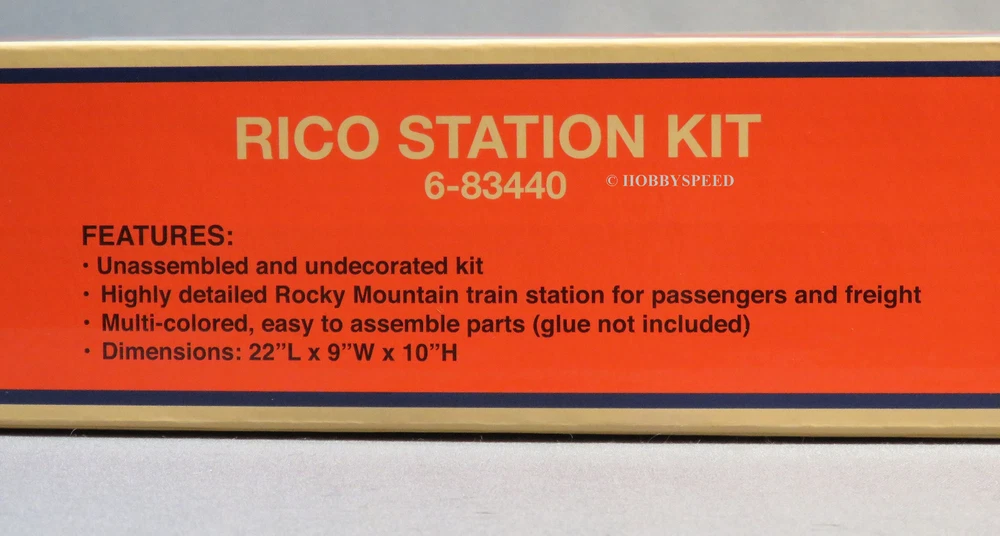 RICO STATION KIT
6-83440
© HOBBYSPEED
FEATURES:
· Unassembled and undecorated kit
· Highly detailed Rocky Mountain train station for passengers and freight
· Multi-colored, easy to assemble parts (glue not included)
· Dimensions: 22”L x 9”W x 10”H